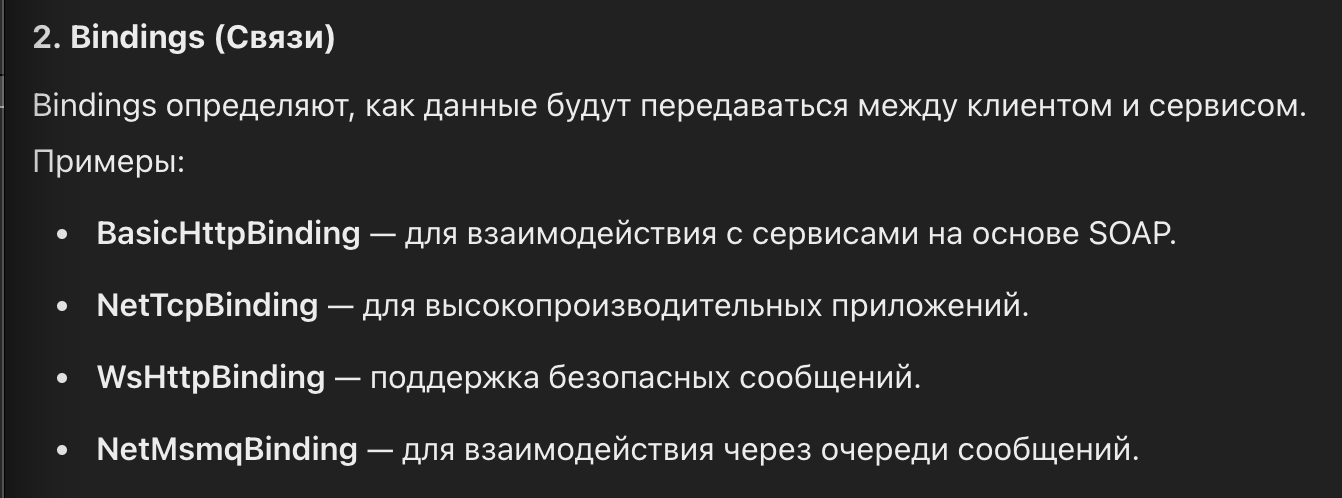 2. Bindings (Связи)
Bindings определяют, как данные будут передаваться между клиентом и сервисом.
Примеры:
• BasicHttpBinding — для взаимодействия с сервисами на основе SOAP.
• NetTcpBinding — для высокопроизводительных приложений.
• WsHttpBinding — поддержка безопасных сообщений.
• NetMsmqBinding — для взаимодействия через очереди сообщений.